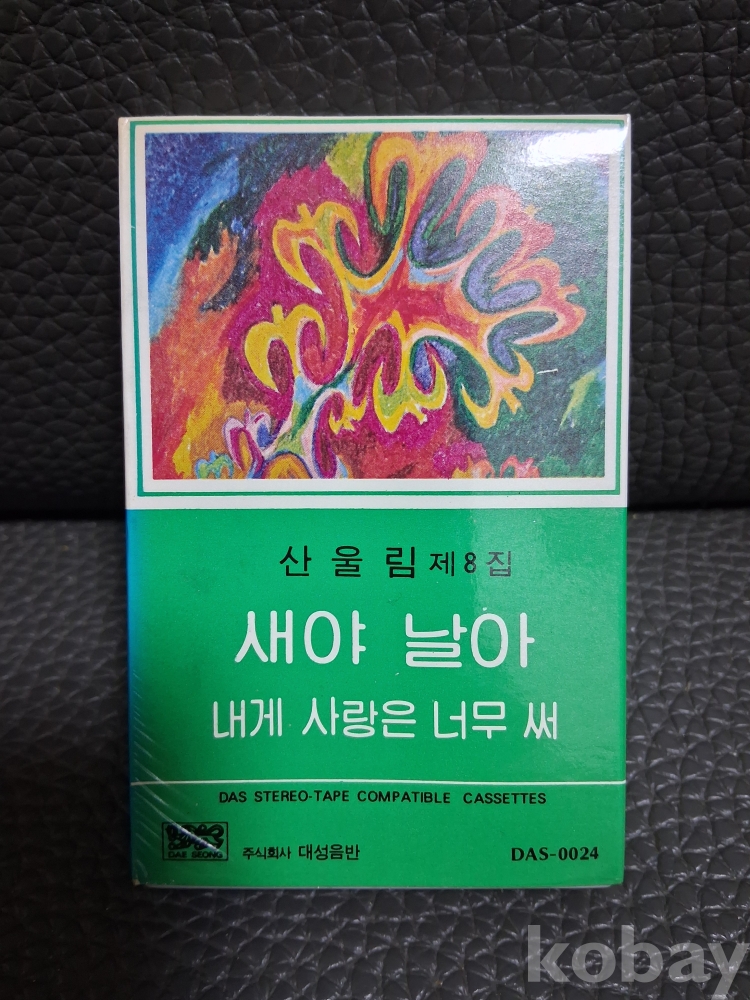 산울림 제8집
새야 날아
내게 사랑은 너무 써
DAS STEREO-TAPE COMPATIBLE CASSETTES
DAE SEONG
주식회사 대성음반
DAS-0024
kobay